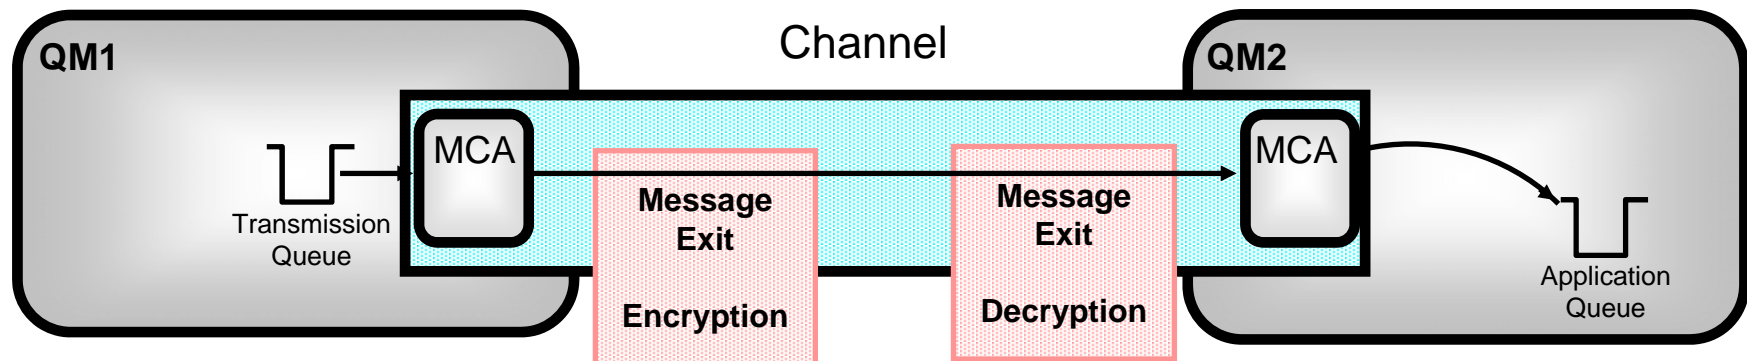 QM1
Channel
QM2
MCA
MCA
Transmission
Queue
Message
Exit
Encryption
Message
Exit
Decryption
Application
Queue